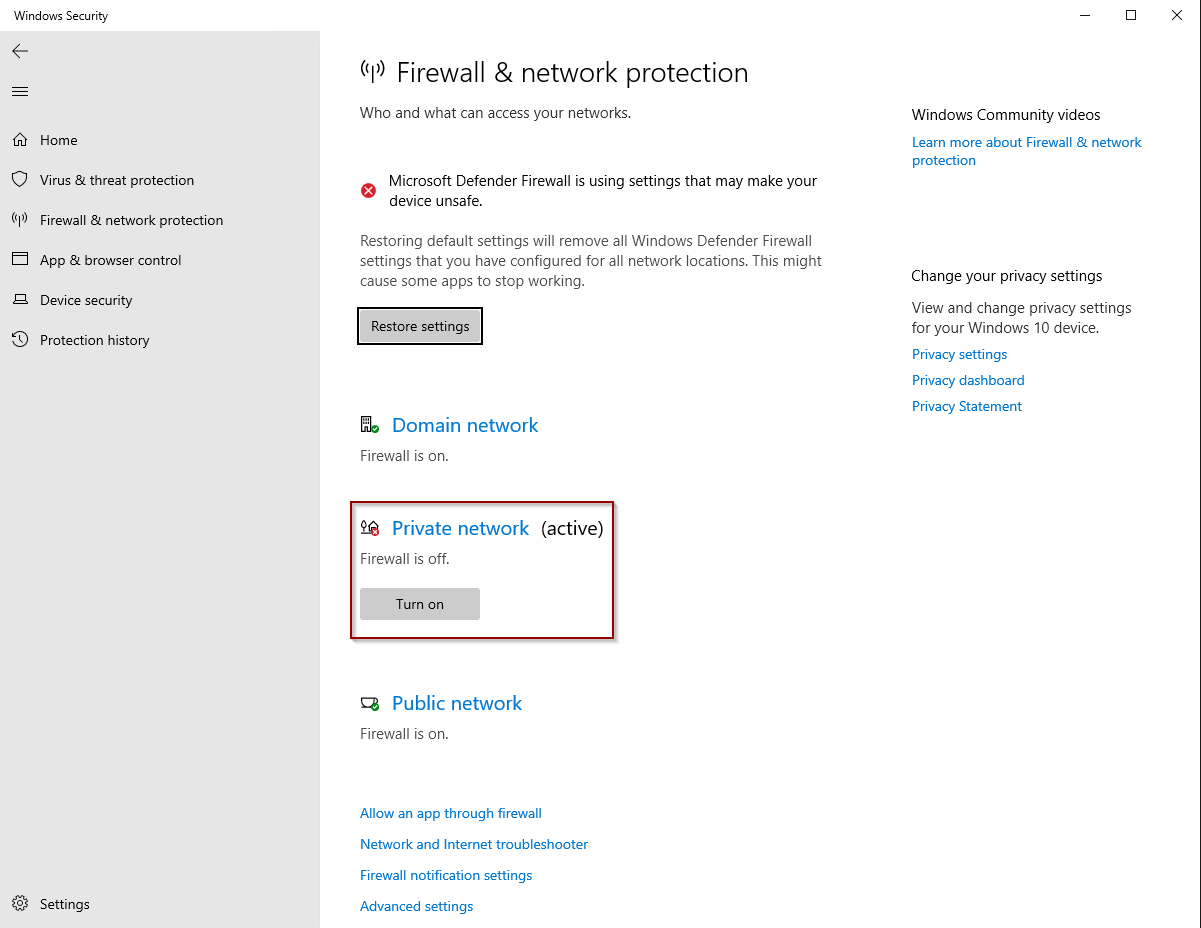 Windows Security
Home
Virus & threat protection
Firewall & network protection
App & browser control
Device security
Protection history
Settings
Firewall & network protection
Who and what can access your networks.
Microsoft Defender Firewall is using settings that may make your
device unsafe.
Restoring default settings will remove all Windows Defender Firewall
settings that you have configured for all network locations. This might
cause some apps to stop working.
Restore settings
Domain network
Firewall is on.
Private network (active)
Firewall is off.
Turn on
Public network
Firewall is on.
Allow an app through firewall
Network and Internet troubleshooter
Firewall notification settings
Advanced settings
Windows Community videos
Learn more about Firewall & network
protection
Change your privacy settings
View and change privacy settings
for your Windows 10 device.
Privacy settings
Privacy dashboard
Privacy Statement